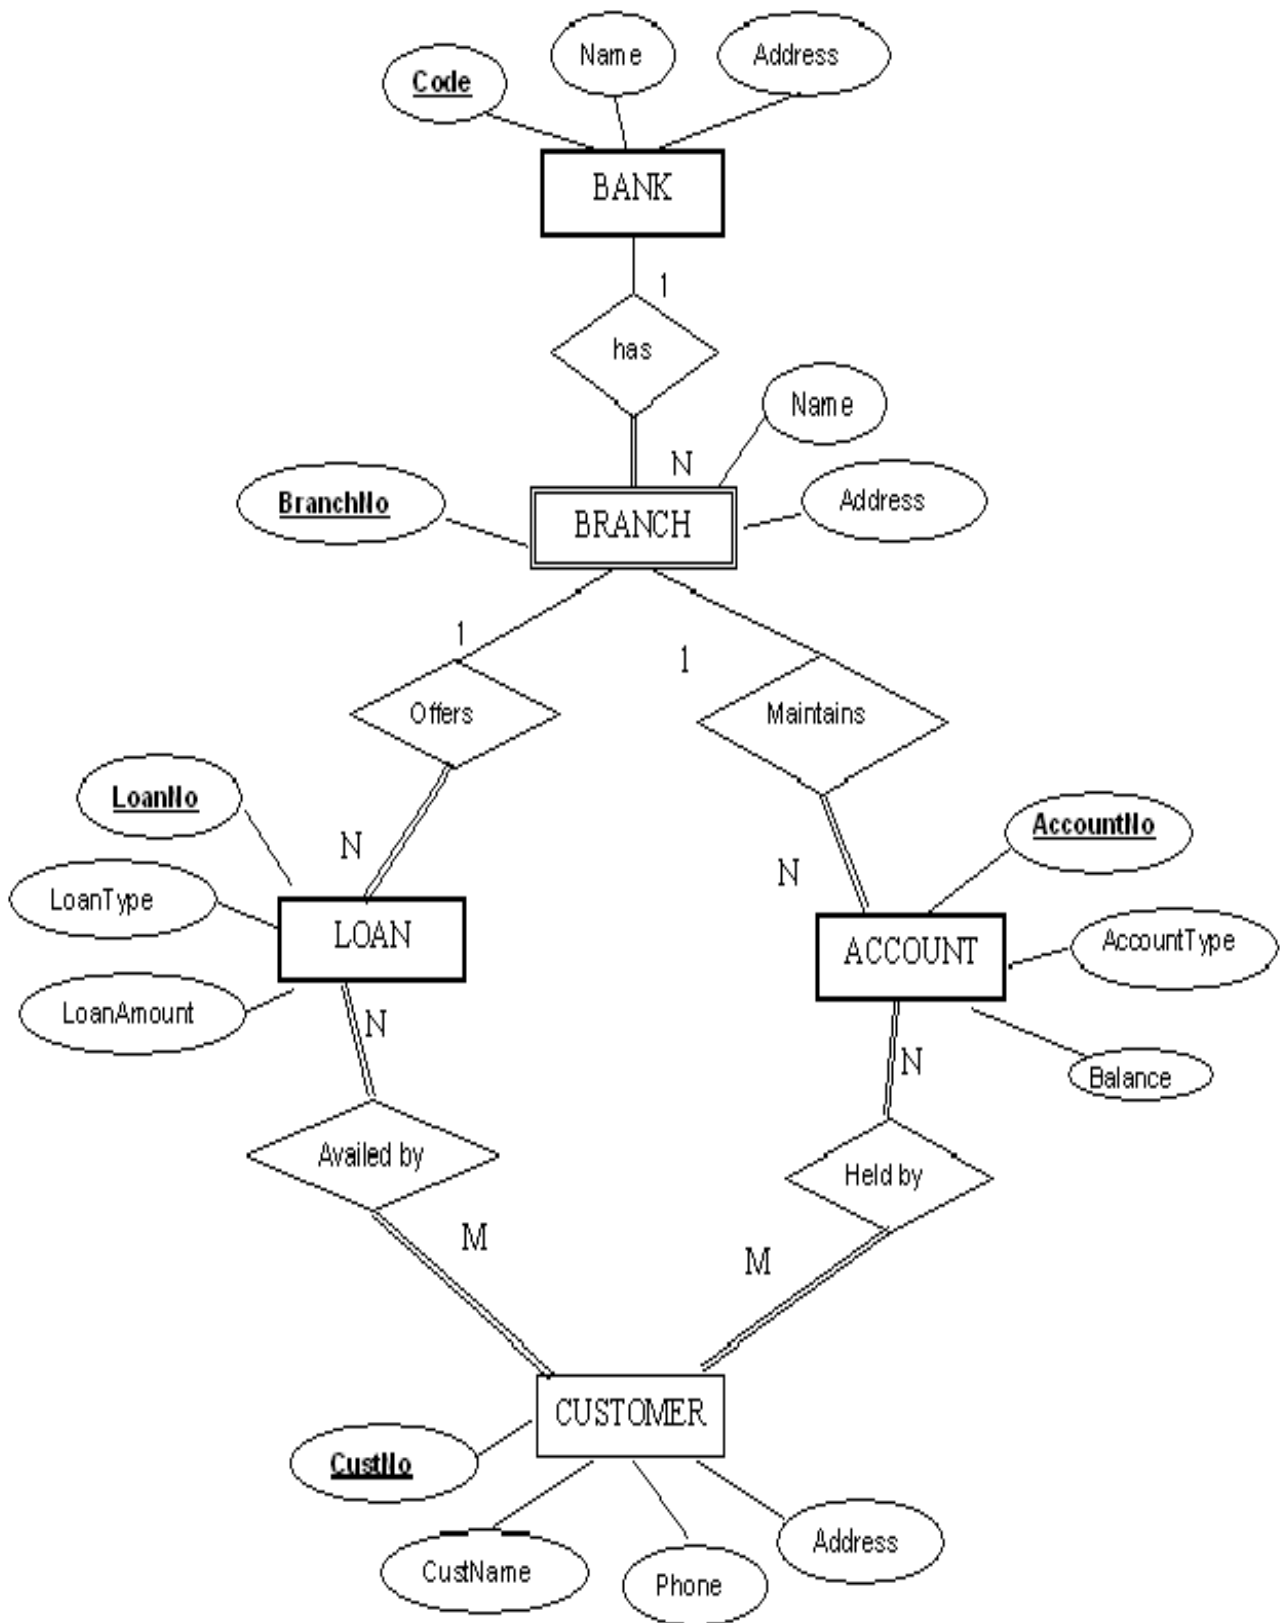 Code
Name
Address
BANK
1
has
Name
N
BranchNo
BRANCH
Address
1
1
Offers
Maintains
LoanNo
N
N
AccountNo
LoanType
LOAN
ACCOUNT
AccountType
LoanAmount
N
N
Balance
Availed by
Held by
M
M
CUSTOMER
CustNo
CustName
Phone
Address